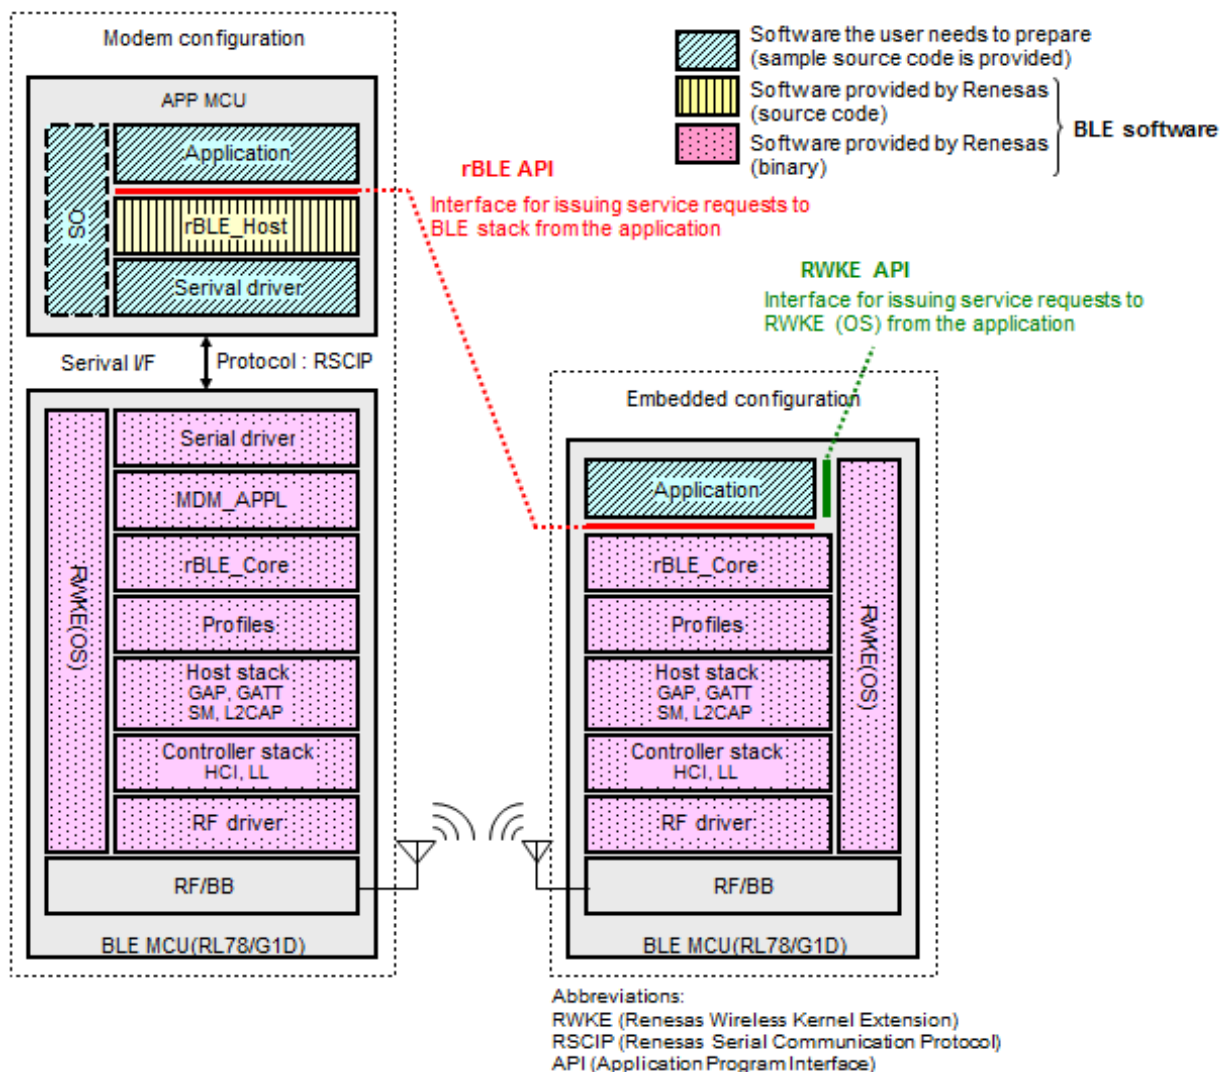 Modem configuration
APP MCU
OS
Application
rBLE_Host
Serival driver
Serival I/F
Protocol : RSCIP
RWKE(OS)
Serial driver
MDM_APPL
rBLE_Core
Profiles
Host stack
GAP, GATT
SM, L2CAP
Controller stack
HCI, LL
RF driver
RF/BB
BLE MCU(RL78/G1D)
Software the user needs to prepare
(sample source code is provided)
Software provided by Renesas
(source code)
Software provided by Renesas
(binary)
BLE software
rBLE API
Interface for issuing service requests to
BLE stack from the application
RWKE API
Interface for issuing service requests to
RWKE (OS) from the application
Embedded configuration
Application
rBLE_Core
Profiles
Host stack
GAP, GATT
SM, L2CAP
Controller stack
HCI, LL
RF driver
RWKE(OS)
RF/BB
BLE MCU(RL78/G1D)
Abbreviations:
RWKE (Renesas Wireless Kernel Extension)
RSCIP (Renesas Serial Communication Protocol)
API (Application Program Interface)